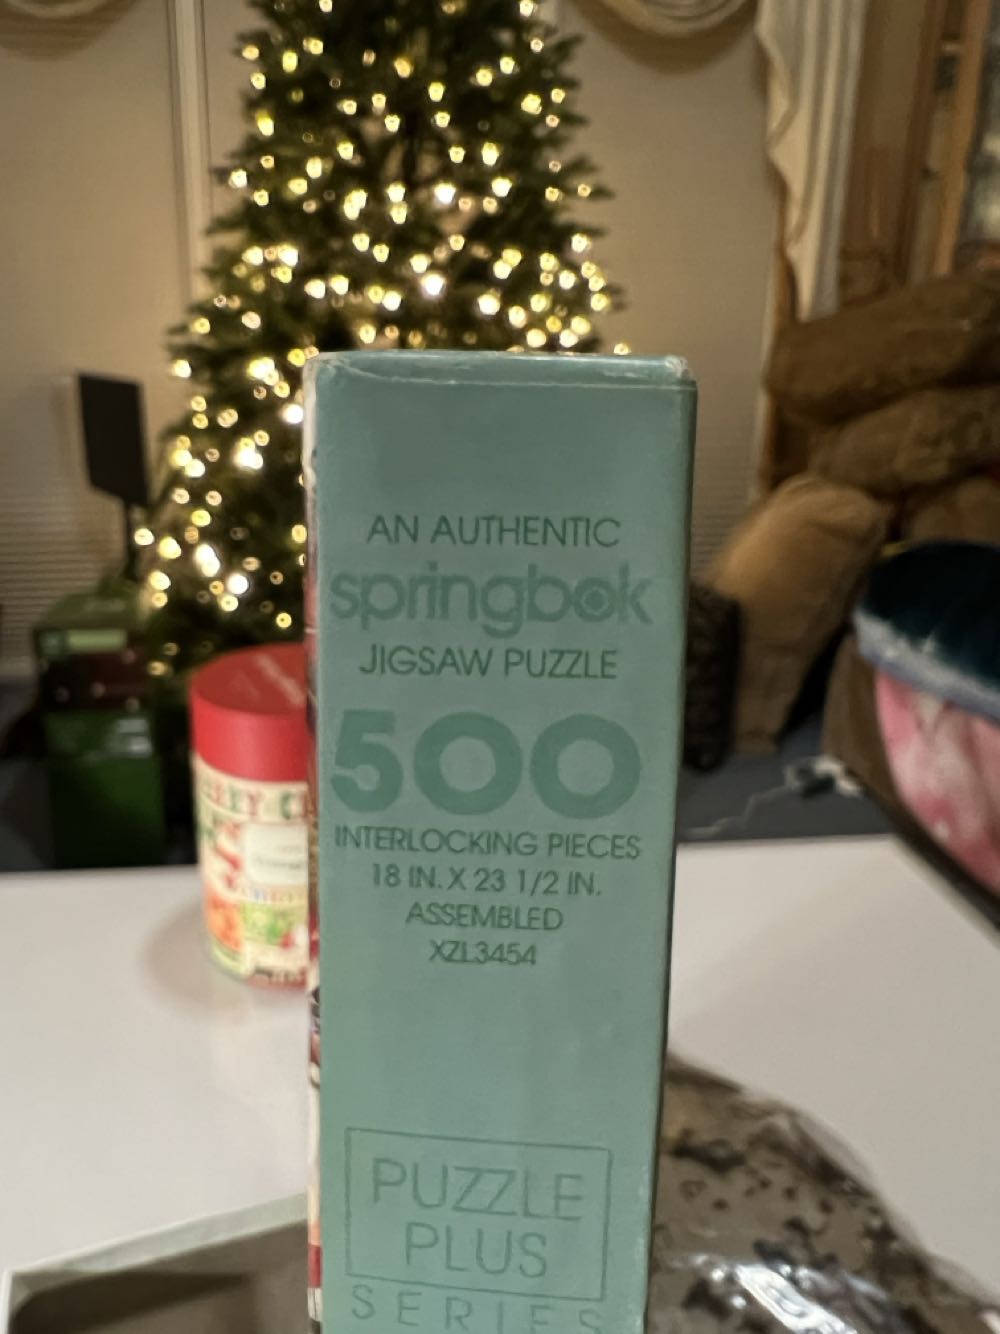 AN AUTHENTIC
springbok
JIGSAW PUZZLE
500
INTERLOCKING PIECES
18 IN. X 23 1/2 IN.
ASSEMBLED
XZL3454
PUZZLE
PLUS
SERIES